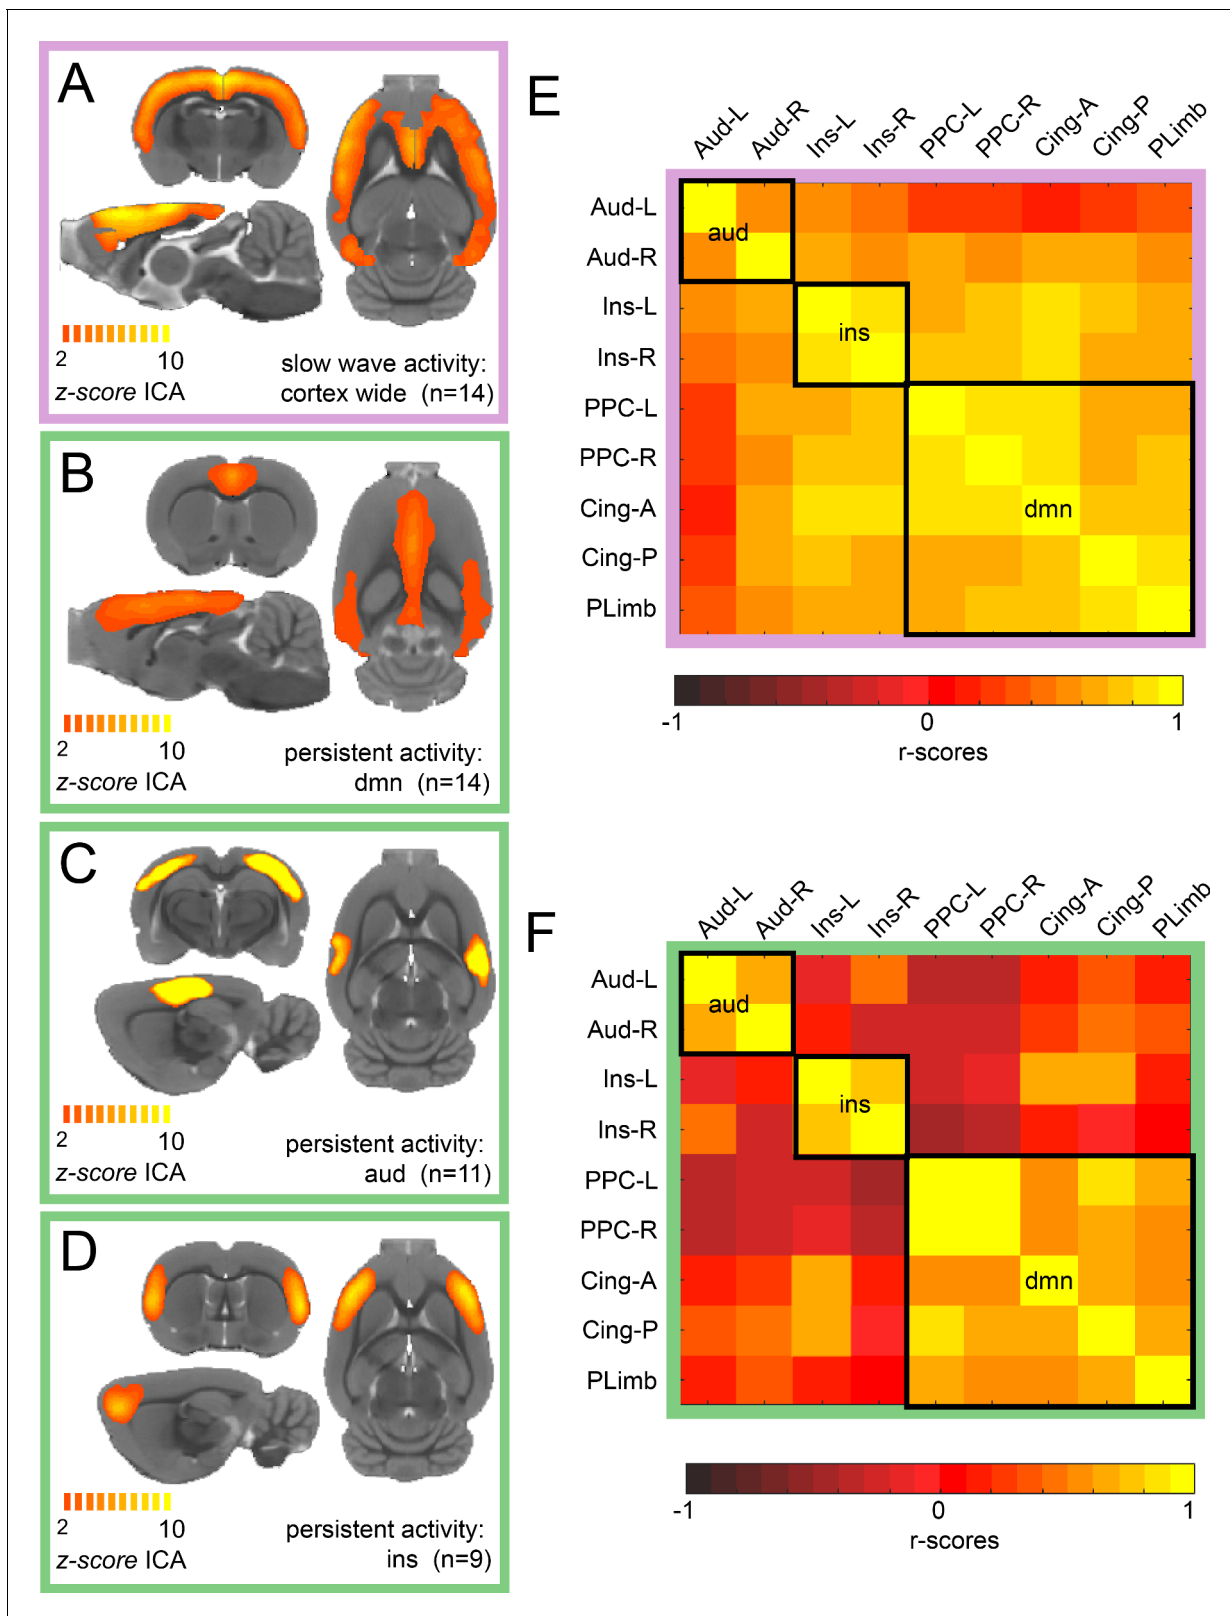 A
2 10
z-score ICA
slow wave activity:
cortex wide (n=14)
B
2 10
z-score ICA
persistent activity:
dmn (n=14)
C
2 10
z-score ICA
persistent activity:
aud (n=11)
D
2 10
z-score ICA
persistent activity:
ins (n=9)
E
Aud-L Aud-R Ins-L Ins-R PPC-L PPC-R Cing-A Cing-P PLimb
Aud-L
aud
Aud-R
Ins-L
ins
Ins-R
PPC-L
PPC-R
Cing-A dmn
Cing-P
PLimb
-1 0 1
r-scores
F
Aud-L Aud-R Ins-L Ins-R PPC-L PPC-R Cing-A Cing-P PLimb
Aud-L
aud
Aud-R
Ins-L
ins
Ins-R
PPC-L
PPC-R
Cing-A dmn
Cing-P
PLimb
-1 0 1
r-scores